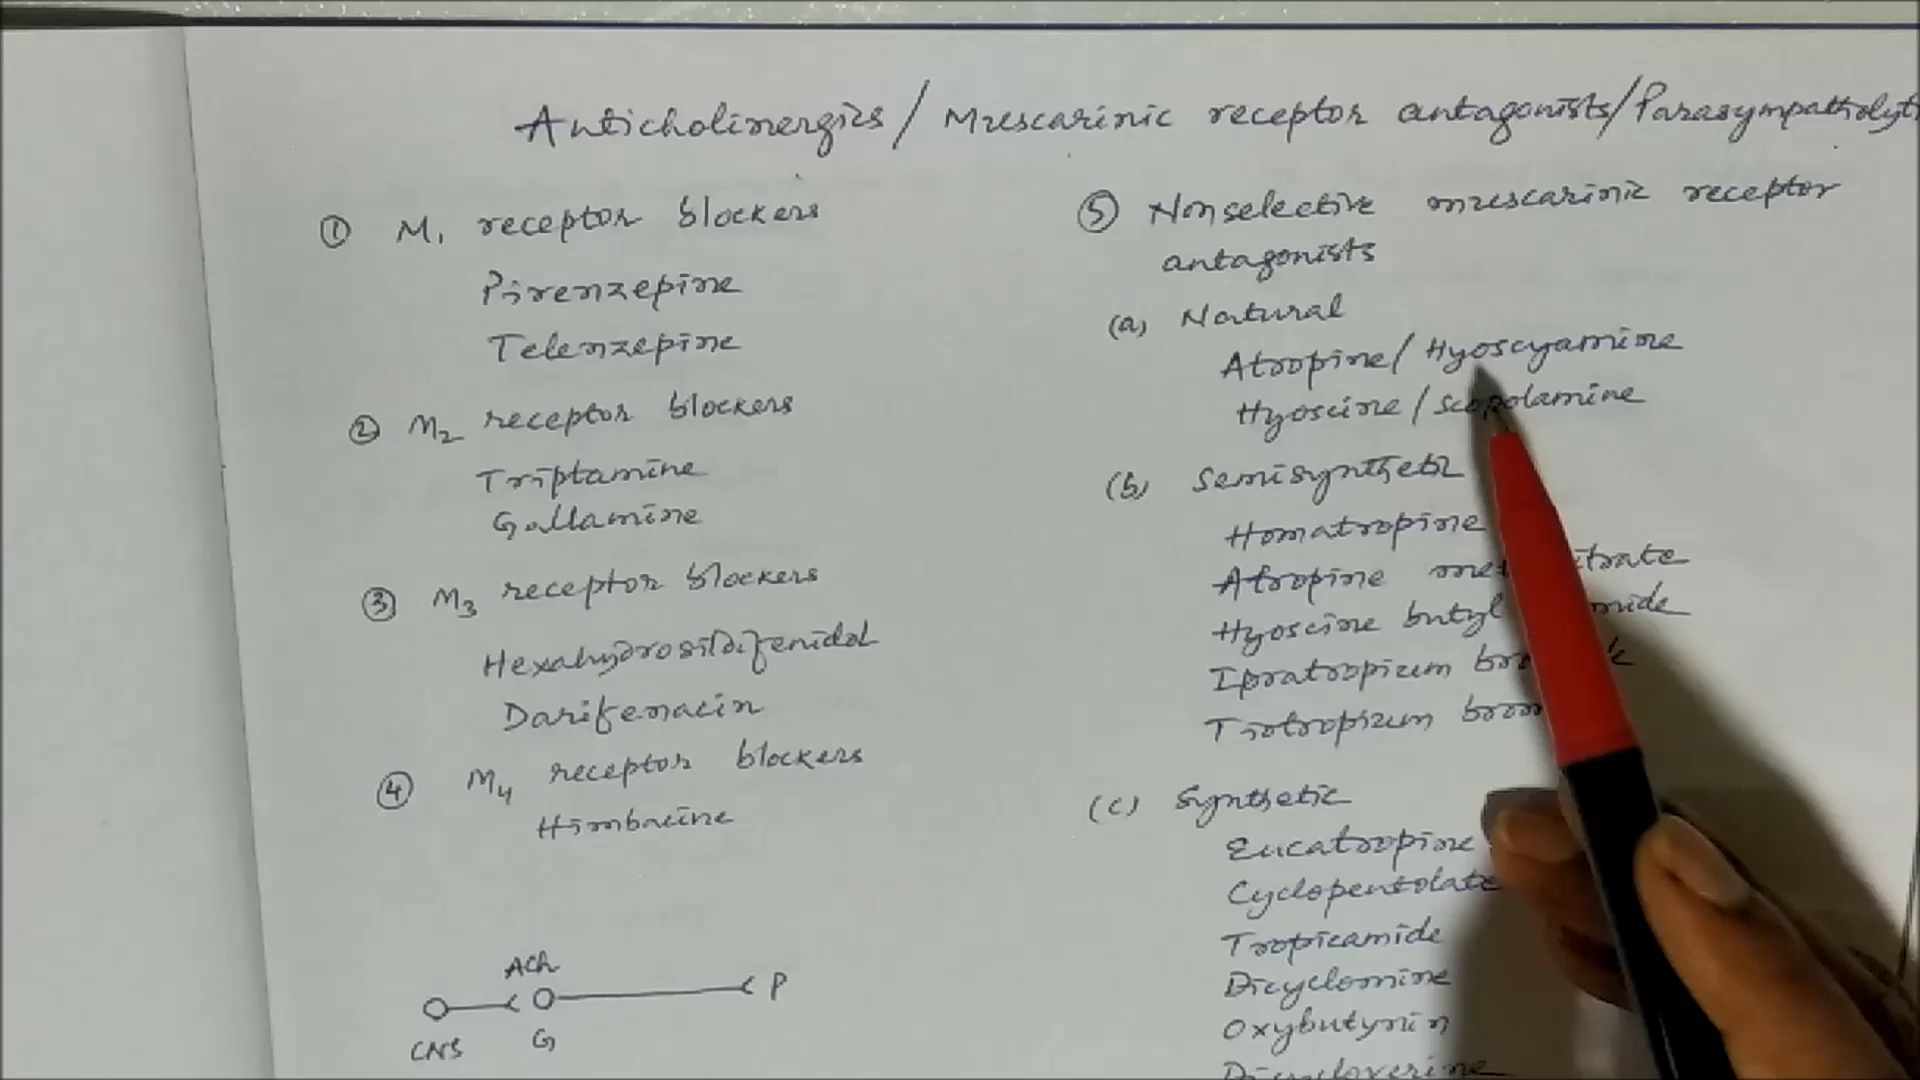 Anticholinergics / Muscarinic receptor antagonists/
① M1 receptor blockers
Pirenzepine
Telenzepine
② M2 receptor blockers
Triptamine
Gallamine
③ M3 receptor blockers
Hexahydrosildifenidol
Darifenacin
④ M4 receptor blockers
Himbacine
ACh
P
CNS G
⑤ Nonselective muscarinic receptor
antagonists
(a) Natural
Atropine/ Hyoscyamine
Hyoscine / Scopolamine
(b) Semisynthetic
Homatropine
Atropine
Hyoscine butyl
Ipratropium
Tiotropium
(c) Synthetic
Eucatropine
Cyclopentolate
Tropicamide
Dicyclomine
Oxybutynin
Dicycloverine